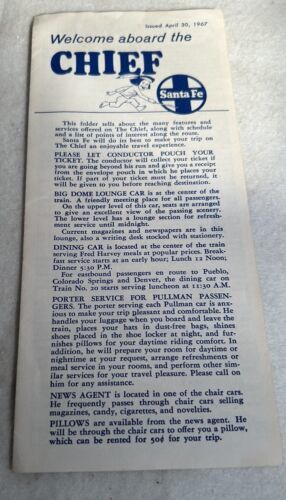 Issued April 30, 1967
Welcome aboard the
CHIEF
Santa Fe
This folder tells about the many features and
services offered on The Chief, along with schedule
and a list of points of interest along the route.
Santa Fe will do its best to make your trip on
The Chief an enjoyable travel experience.
PLEASE LET CONDUCTOR POUCH YOUR
TICKET. The conductor will collect your ticket if
you are going beyond his run and give you a receipt
from the envelope pouch in which he places your
ticket. If part of your ticket must be returned, it
will be given to you before reaching destination.
BIG DOME LOUNGE CAR is at the center of the
train. A friendly meeting place for all passengers.
On the upper level of this car, seats are arranged
to give an excellent view of the passing scenery.
The lower level has a lounge section for refresh-
ment service until midnight.
Current magazines and newspapers are in this
lounge, also a writing desk stocked with stationery.
DINING CAR is located at the center of the train
serving Fred Harvey meals at popular prices. Break-
fast service starts at an early hour; Lunch 12 Noon;
Dinner 5:30 P.M.
For eastbound passengers en route to Pueblo,
Colorado Springs and Denver, the dining car on
Train No. 20 starts serving luncheon at 11:30 A.M.
PORTER SERVICE FOR PULLMAN PASSEN-
GERS. The porter serving each Pullman car is anx-
ious to make your trip pleasant and comfortable. He
handles your luggage when you board and leave the
train, places your hats in dust-free bags, shines
shoes placed in the shoe locker at night, and fur-
nishes pillows for your daytime riding comfort. In
addition, he will prepare your room for daytime or
nighttime at your request, arrange refreshments or
meal service in your rooms, and perform other sim-
ilar services for your travel pleasure. Please call on
him for any assistance.
NEWS AGENT is located in one of the chair cars.
He frequently passes through chair cars selling
magazines, candy, cigarettes, and novelties.
PILLOWS are available from the news agent. He
will be through the chair cars to offer you a pillow,
which can be rented for 50¢ for your trip.